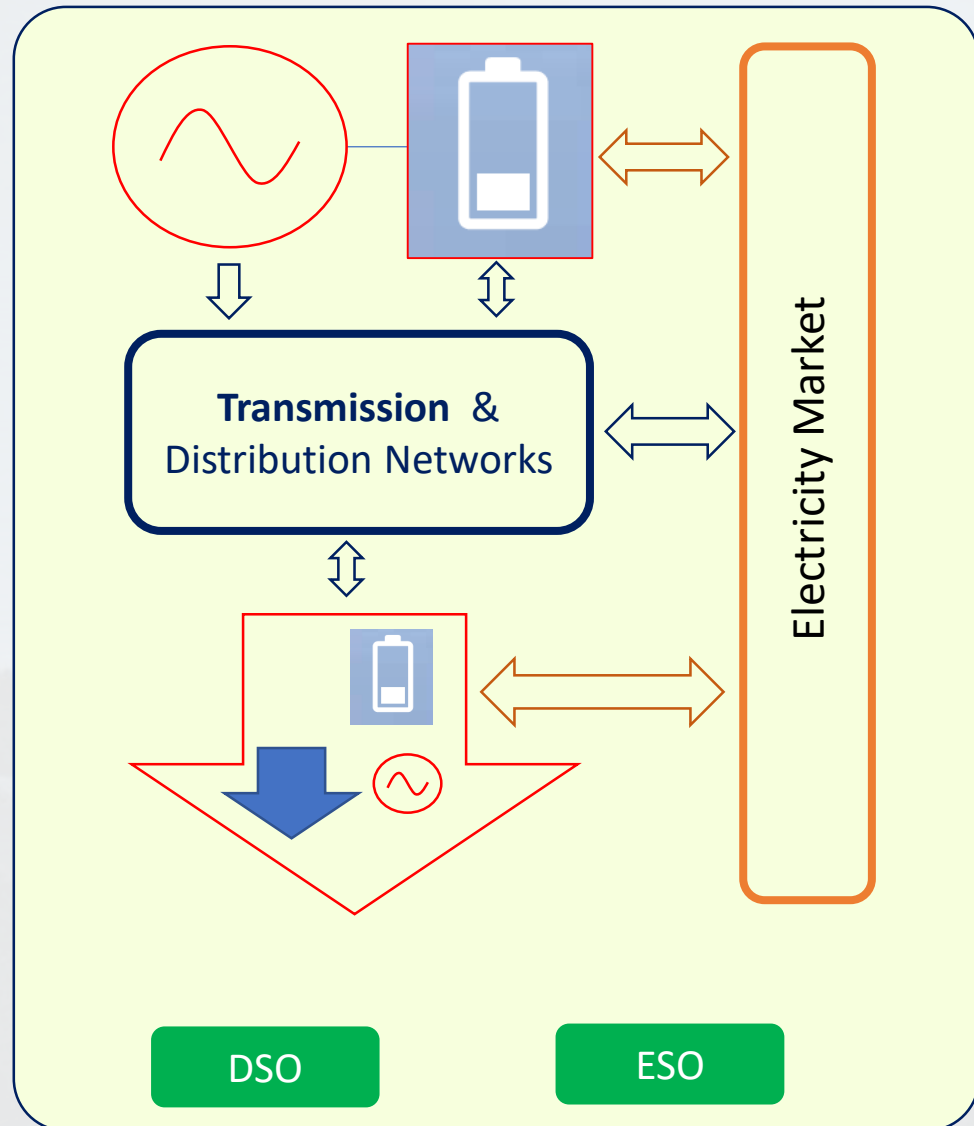 Transmission &
Distribution Networks
Electricity Market
DSO
ESO